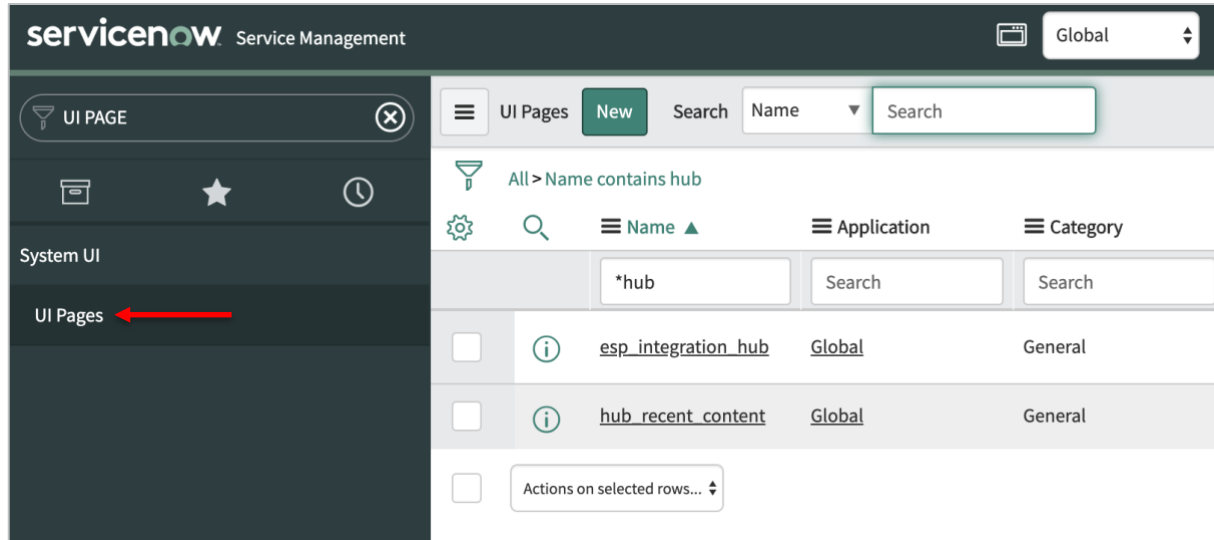 servicenow Service Management
Global
UI PAGE
System UI
UI Pages
UI Pages New Search Name Search
All > Name contains hub
Name Application Category
*hub Search Search
esp_integration_hub Global General
hub_recent_content Global General
Actions on selected rows...